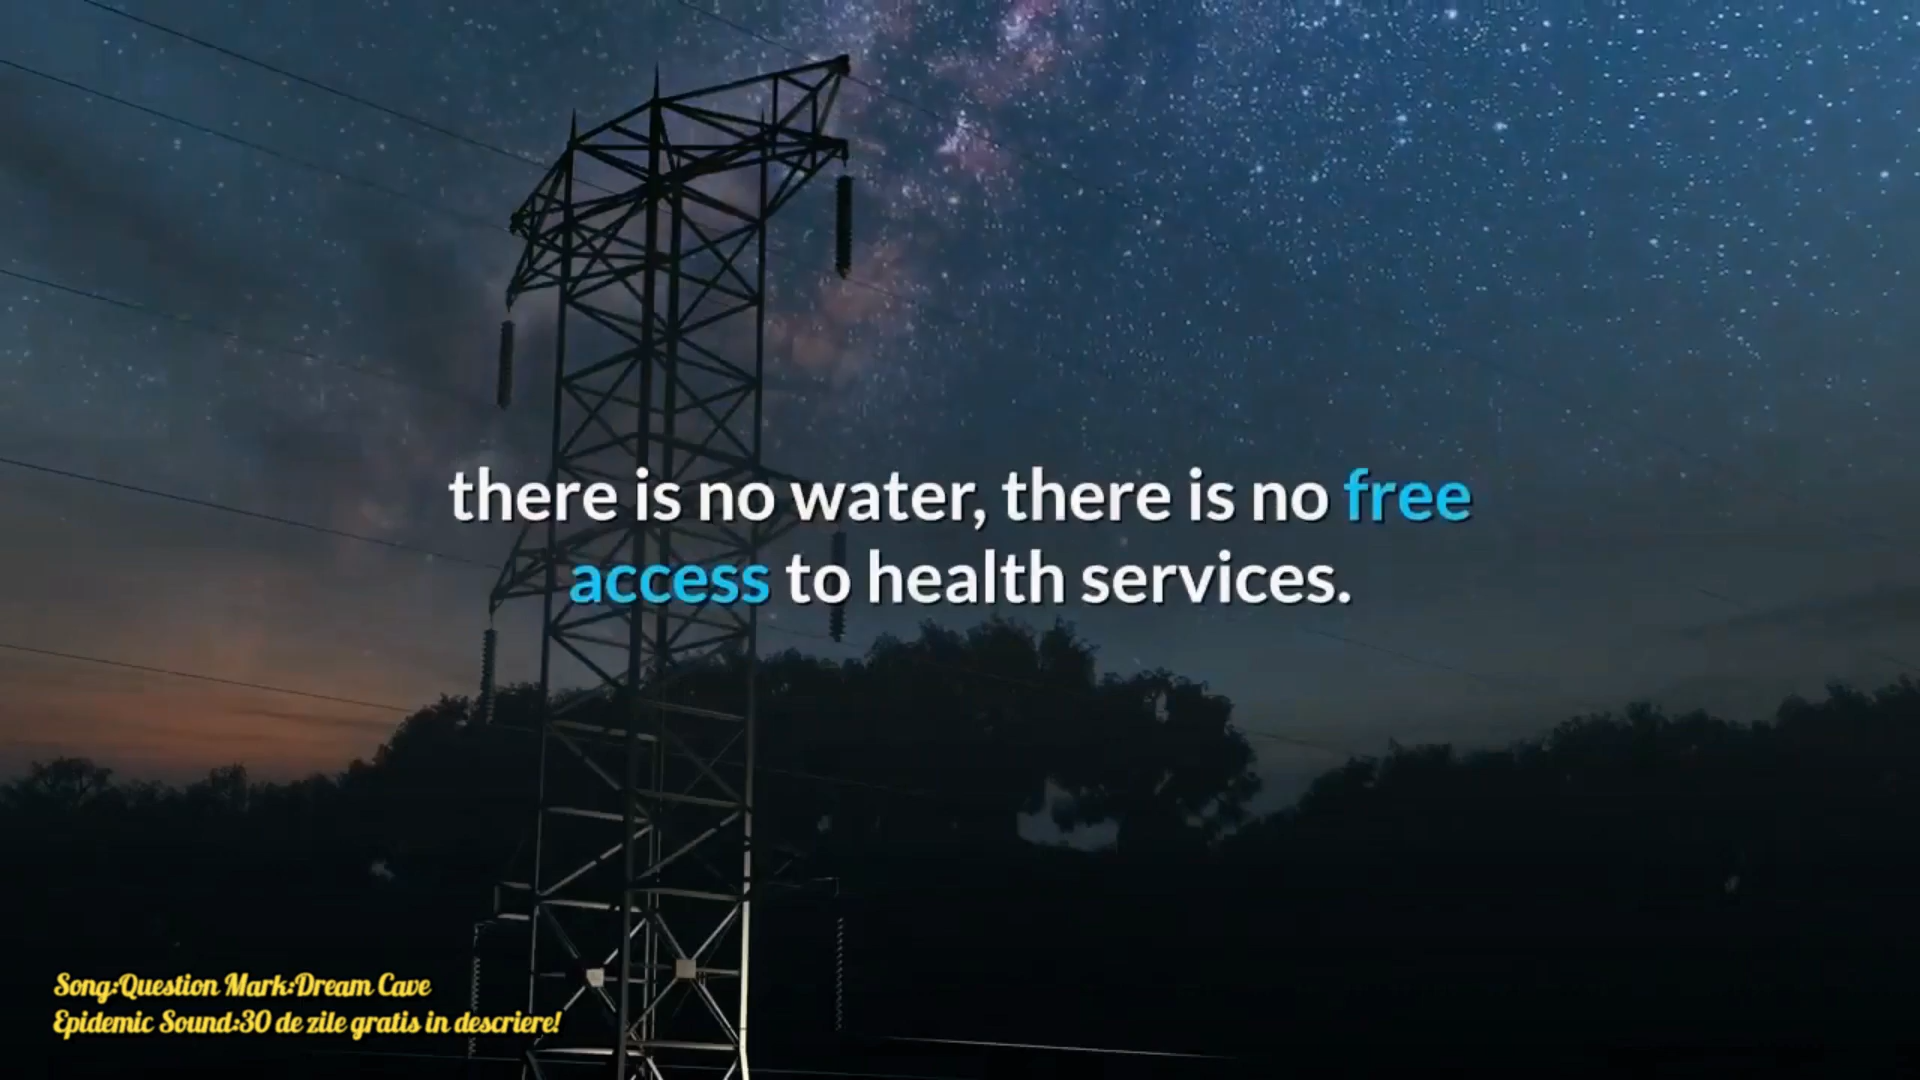 there is no water, there is no free
access to health services.
Song:Question Mark:Dream Cave
Epidemic Sound:30 de zile gratis in descriere!